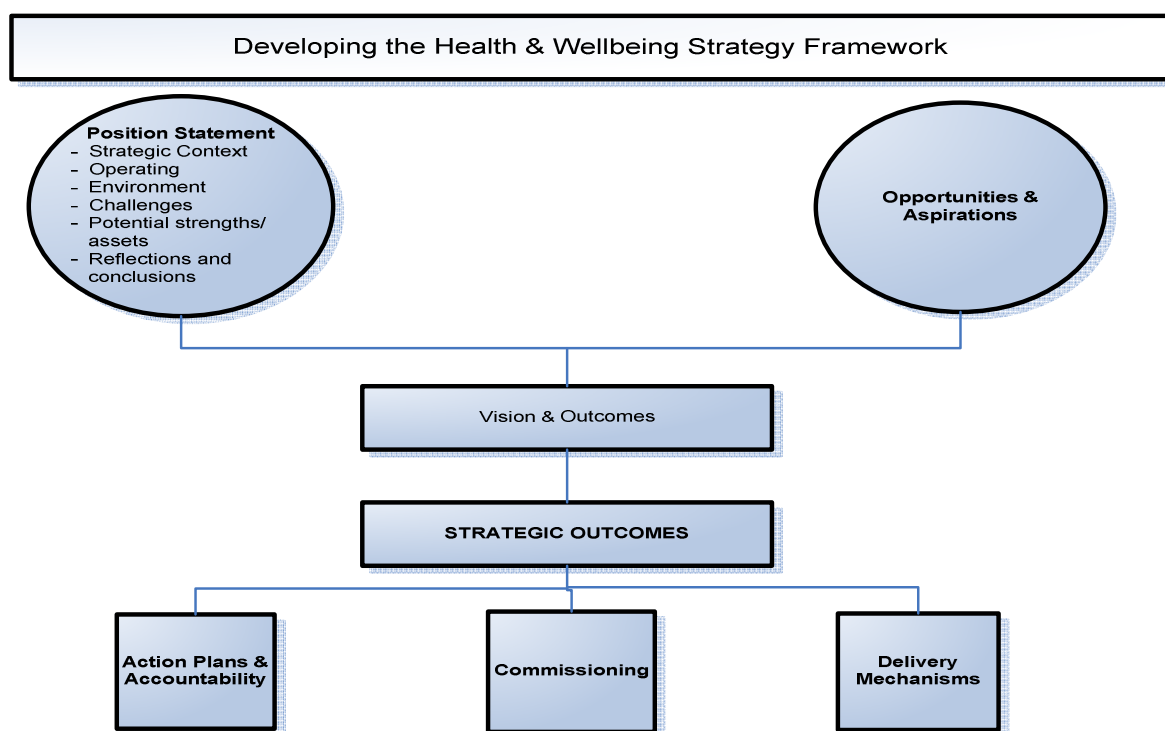 Developing the Health & Wellbeing Strategy Framework
Position Statement
- Strategic Context
- Operating
- Environment
- Challenges
- Potential strengths/
assets
- Reflections and
conclusions
Opportunities &
Aspirations
Vision & Outcomes
STRATEGIC OUTCOMES
Action Plans &
Accountability
Commissioning
Delivery
Mechanisms